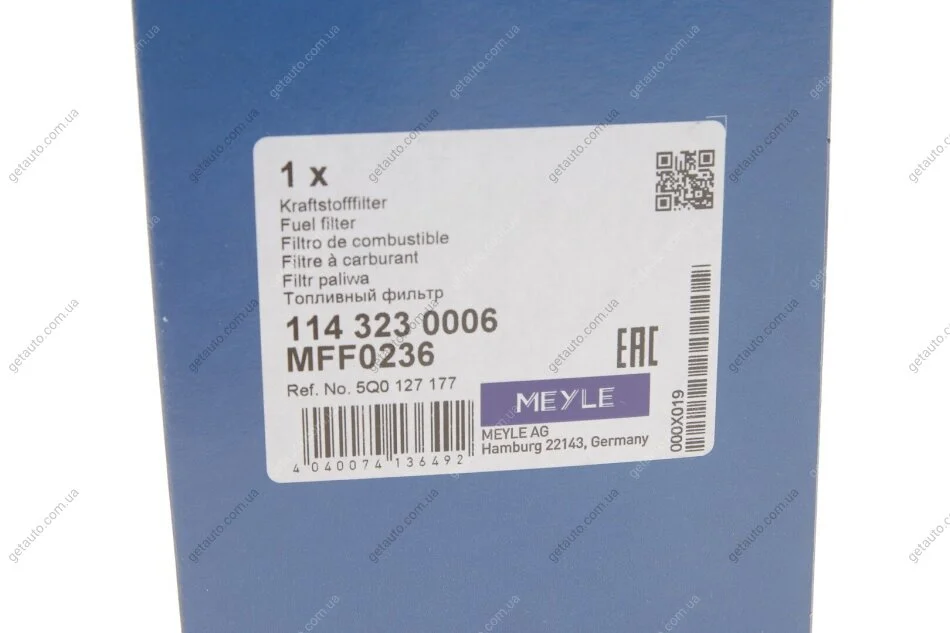 1 x
Kraftstofffilter
Fuel filter
Filtro de combustible
Filtre à carburant
Filtr paliwa
Топливный фильтр
114 323 0006
MFF0236
Ref. No. 5Q0 127 177
EAC
MEYLE
MEYLE AG
Hamburg 22143, Germany
4 040074 136492
000X019
getauto.com.ua